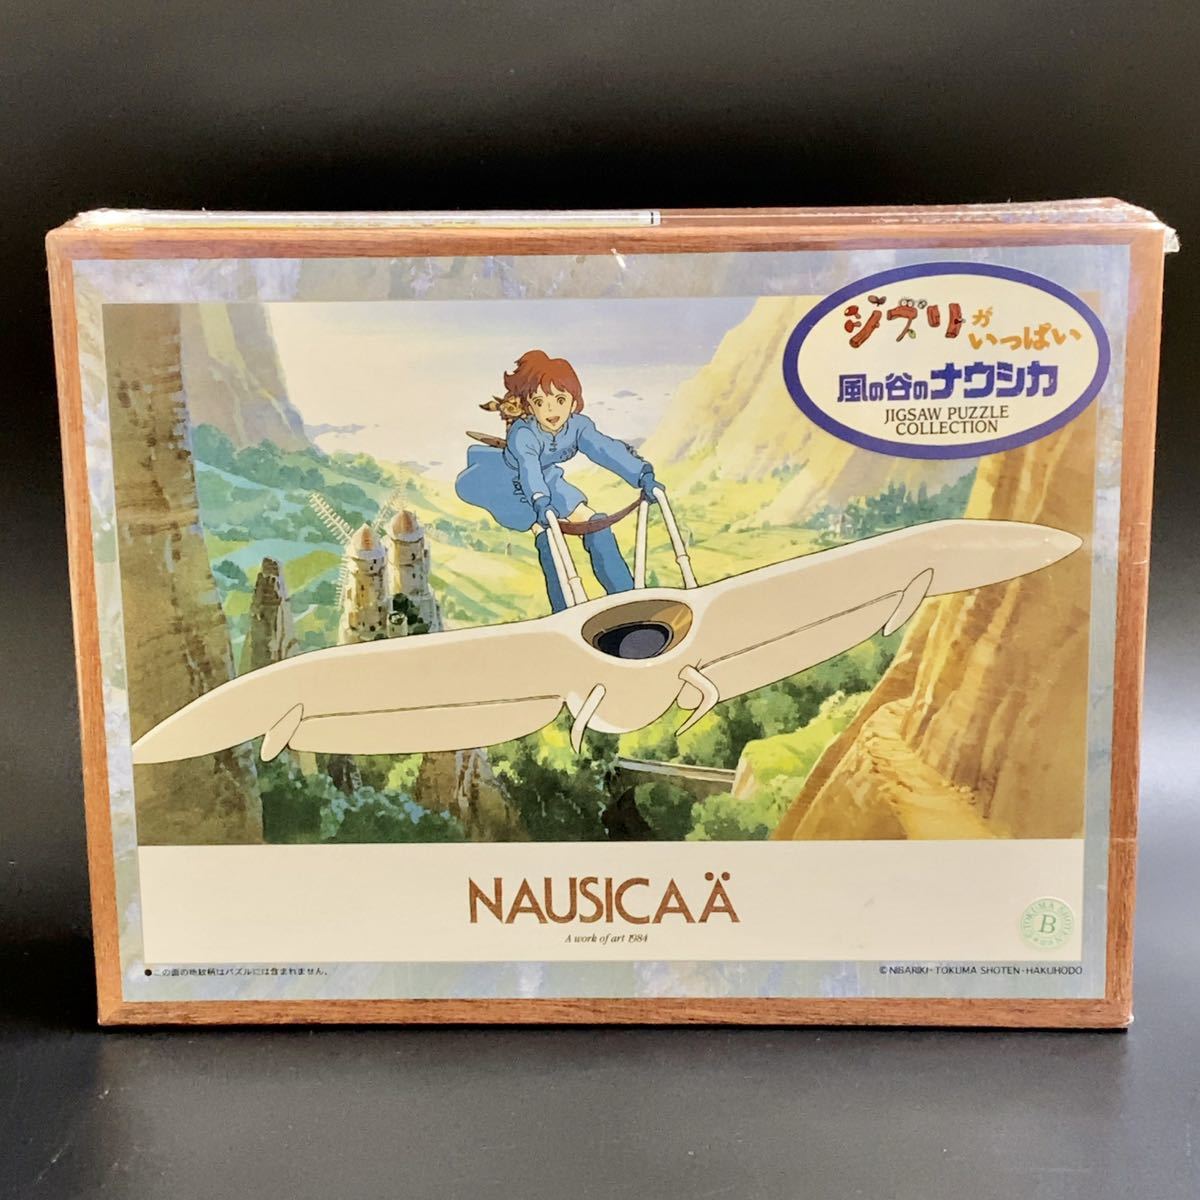 ジブリがいっぱい
風の谷のナウシカ
JIGSAW PUZZLE
COLLECTION
NAUSICAÄ
A work of art 1984
TOKUMA SHOTEN
B
●この面の地紋柄はパズルには含まれません。
© NIBARIKI・TOKUMA SHOTEN・HAKUHODO